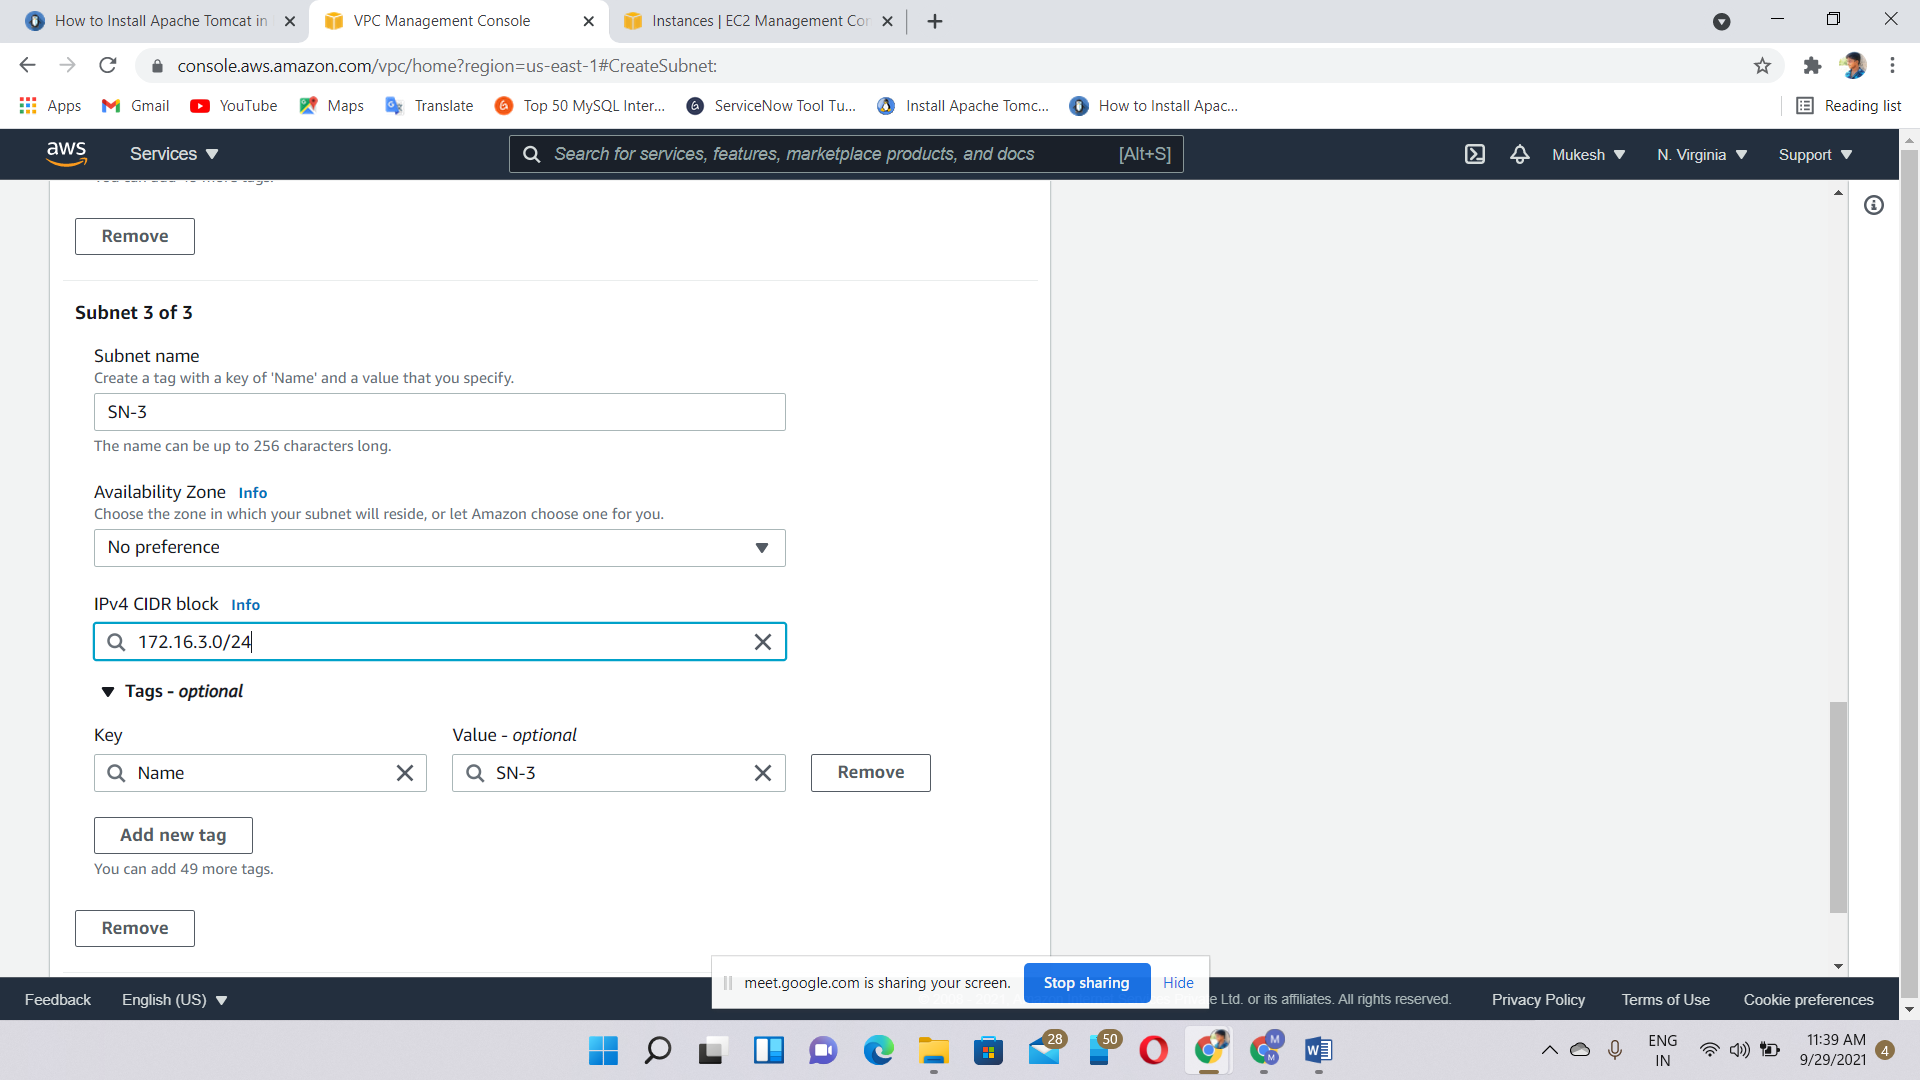 How to Install Apache Tomcat in
VPC Management Console
Instances | EC2 Management Con
console.aws.amazon.com/vpc/home?region=us-east-1#CreateSubnet:
Apps
Gmail
YouTube
Maps
Translate
Top 50 MySQL Inter...
ServiceNow Tool Tu...
Install Apache Tomc...
How to Install Apac...
Reading list
aws
Services
Search for services, features, marketplace products, and docs
[Alt+S]
Mukesh
N. Virginia
Support
Remove
Subnet 3 of 3
Subnet name
Create a tag with a key of 'Name' and a value that you specify.
SN-3
The name can be up to 256 characters long.
Availability Zone Info
Choose the zone in which your subnet will reside, or let Amazon choose one for you.
No preference
IPv4 CIDR block Info
172.16.3.0/24
Tags - optional
Key
Value - optional
Name
SN-3
Remove
Add new tag
You can add 49 more tags.
Remove
meet.google.com is sharing your screen.
Stop sharing
Hide
Feedback
English (US)
Ltd. or its affiliates. All rights reserved.
Privacy Policy
Terms of Use
Cookie preferences
28
50
M
M
ENG
IN
11:39 AM
9/29/2021
4